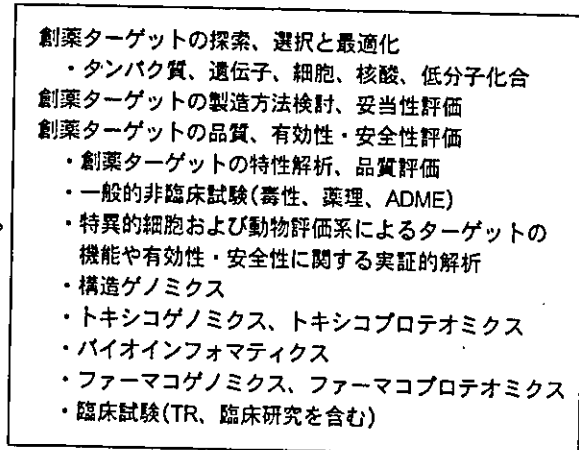 創薬ターゲットの探索、選択と最適化
・タンパク質、遺伝子、細胞、核酸、低分子化合
創薬ターゲットの製造方法検討、妥当性評価
創薬ターゲットの品質、有効性・安全性評価
・創薬ターゲットの特性解析、品質評価
・一般的非臨床試験(毒性、薬理、ADME)
・特異的細胞および動物評価系によるターゲットの
機能や有効性・安全性に関する実証的解析
・構造ゲノミクス
・トキシコゲノミクス、トキシコプロテオミクス
・バイオインフォマティクス
・ファーマコゲノミクス、ファーマコプロテオミクス
・臨床試験(TR、臨床研究を含む)